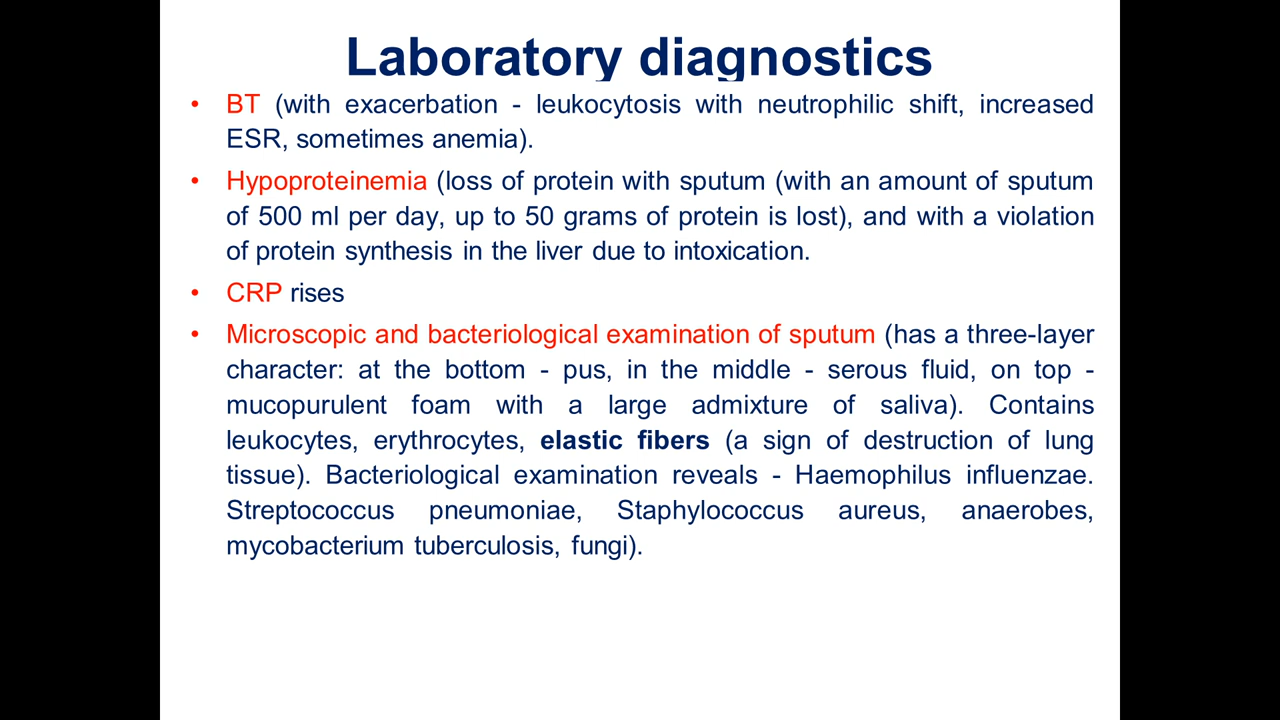 Laboratory diagnostics
• BT (with exacerbation - leukocytosis with neutrophilic shift, increased
ESR, sometimes anemia).
• Hypoproteinemia (loss of protein with sputum (with an amount of sputum
of 500 ml per day, up to 50 grams of protein is lost), and with a violation
of protein synthesis in the liver due to intoxication.
• CRP rises
• Microscopic and bacteriological examination of sputum (has a three-layer
character: at the bottom - pus, in the middle - serous fluid, on top -
mucopurulent foam with a large admixture of saliva). Contains
leukocytes, erythrocytes, elastic fibers (a sign of destruction of lung
tissue). Bacteriological examination reveals - Haemophilus influenzae.
Streptococcus pneumoniae, Staphylococcus aureus, anaerobes,
mycobacterium tuberculosis, fungi).